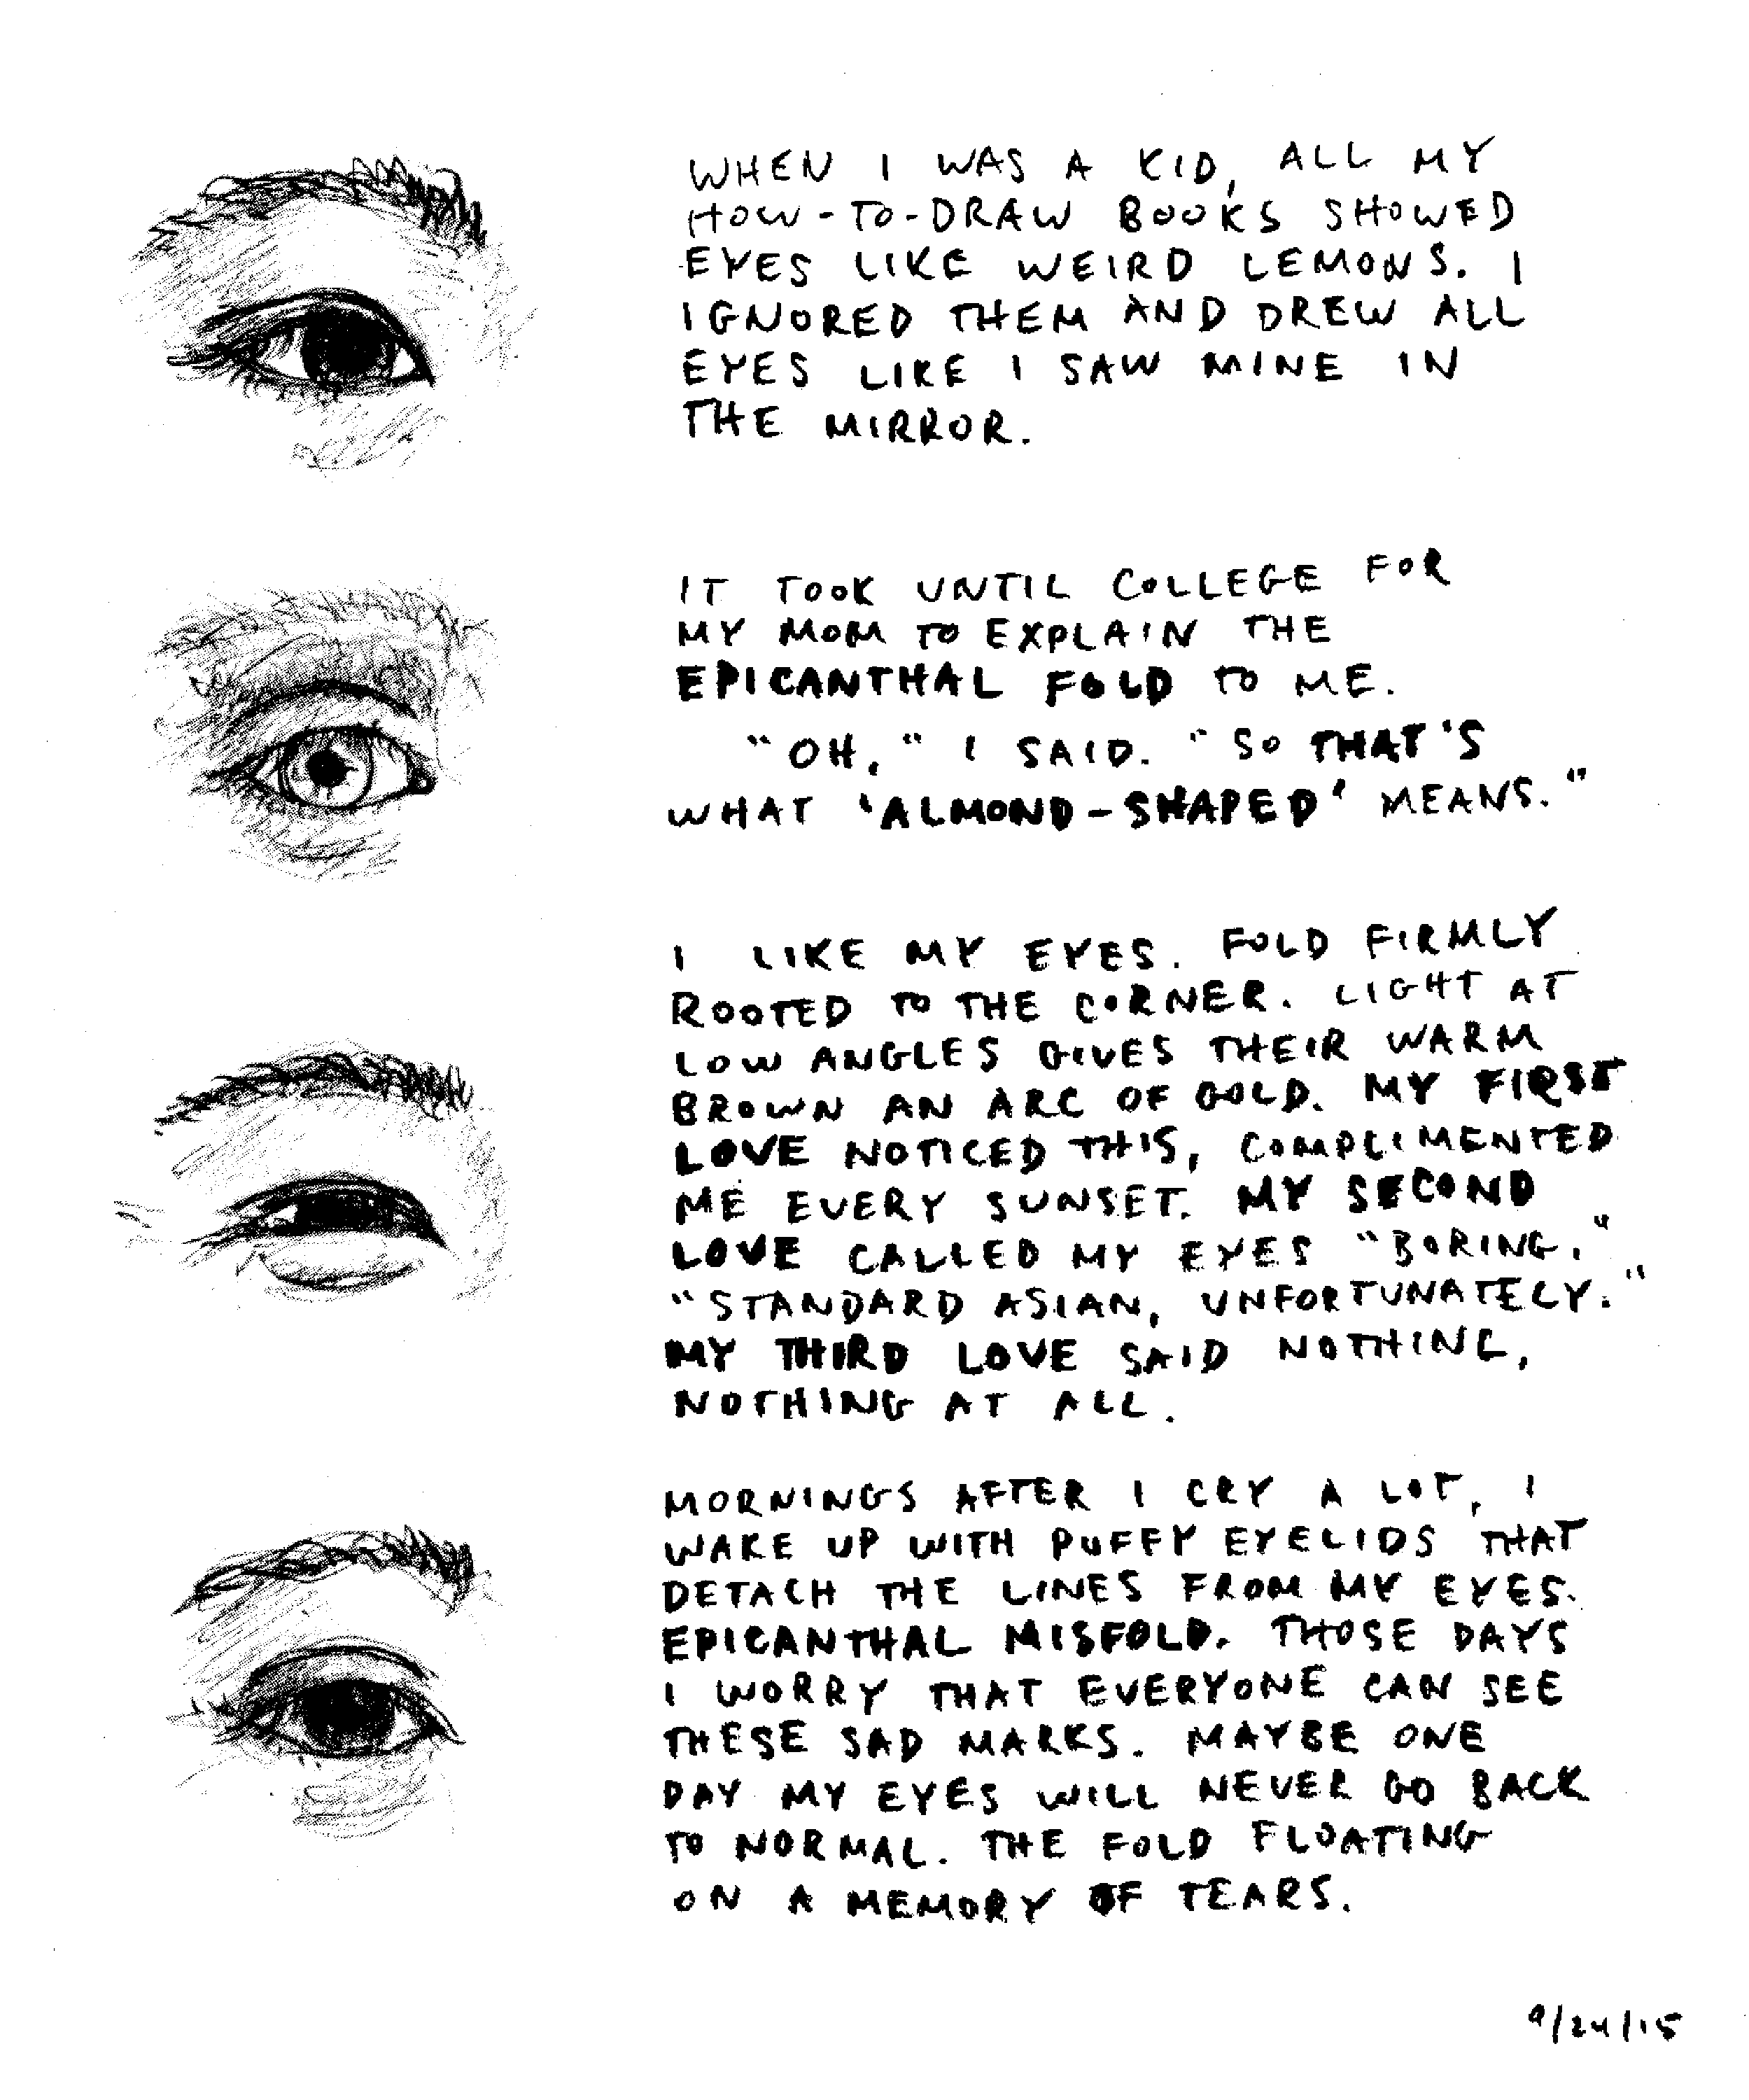 WHEN I WAS A KID, ALL MY
HOW-TO-DRAW BOOKS SHOWED
EYES LIKE WEIRD LEMONS. I
IGNORED THEM AND DREW ALL
EYES LIKE I SAW MINE IN
THE MIRROR.
IT TOOK UNTIL COLLEGE FOR
MY MOM TO EXPLAIN THE
EPICANTHAL FOLD TO ME.
"OH," I SAID. "SO THAT'S
WHAT 'ALMOND-SHAPED' MEANS."
I LIKE MY EYES. FOLD FIRMLY
ROOTED TO THE CORNER. LIGHT AT
LOW ANGLES GIVES THEIR WARM
BROWN AN ARC OF GOLD. MY FIRST
LOVE NOTICED THIS, COMPLIMENTED
ME EVERY SUNSET. MY SECOND
LOVE CALLED MY EYES "BORING,"
"STANDARD ASIAN, UNFORTUNATELY."
MY THIRD LOVE SAID NOTHING,
NOTHING AT ALL.
MORNINGS AFTER I CRY A LOT, I
WAKE UP WITH PUFFY EYELIDS THAT
DETACH THE LINES FROM MY EYES.
EPICANTHAL MISFOLD. THOSE DAYS
I WORRY THAT EVERYONE CAN SEE
THESE SAD MARKS. MAYBE ONE
DAY MY EYES WILL NEVER GO BACK
TO NORMAL. THE FOLD FLOATING
ON A MEMORY OF TEARS.
9/24/15